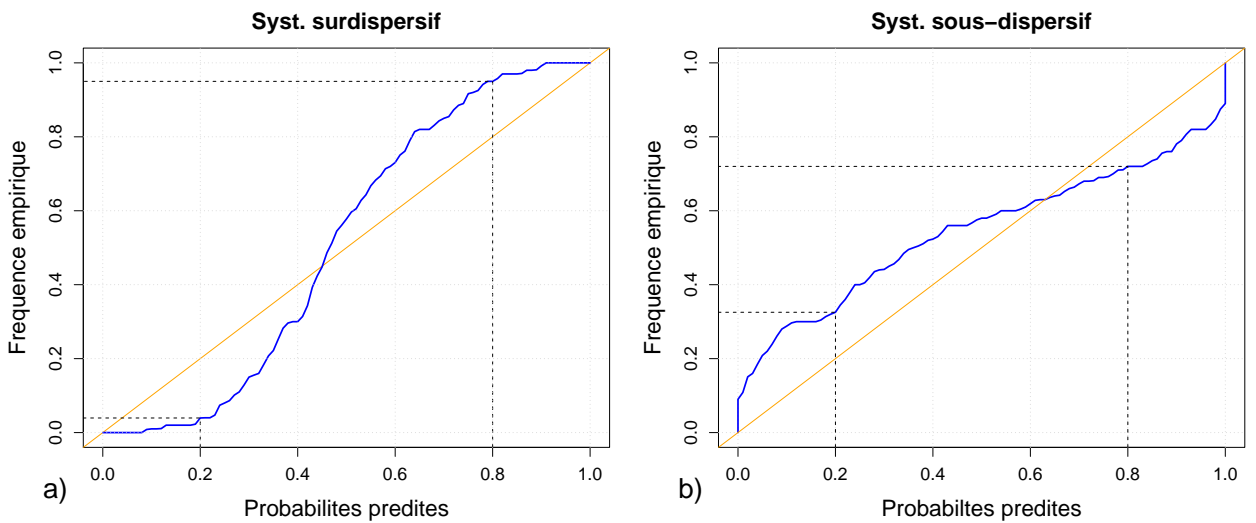 Syst. surdispersif
Frequence empirique
1.0
0.8
0.6
0.4
0.2
0.0
0.0 0.2 0.4 0.6 0.8 1.0
Probabilites predites
a)
Syst. sous−dispersif
Frequence empirique
1.0
0.8
0.6
0.4
0.2
0.0
0.0 0.2 0.4 0.6 0.8 1.0
Probabiltes predites
b)